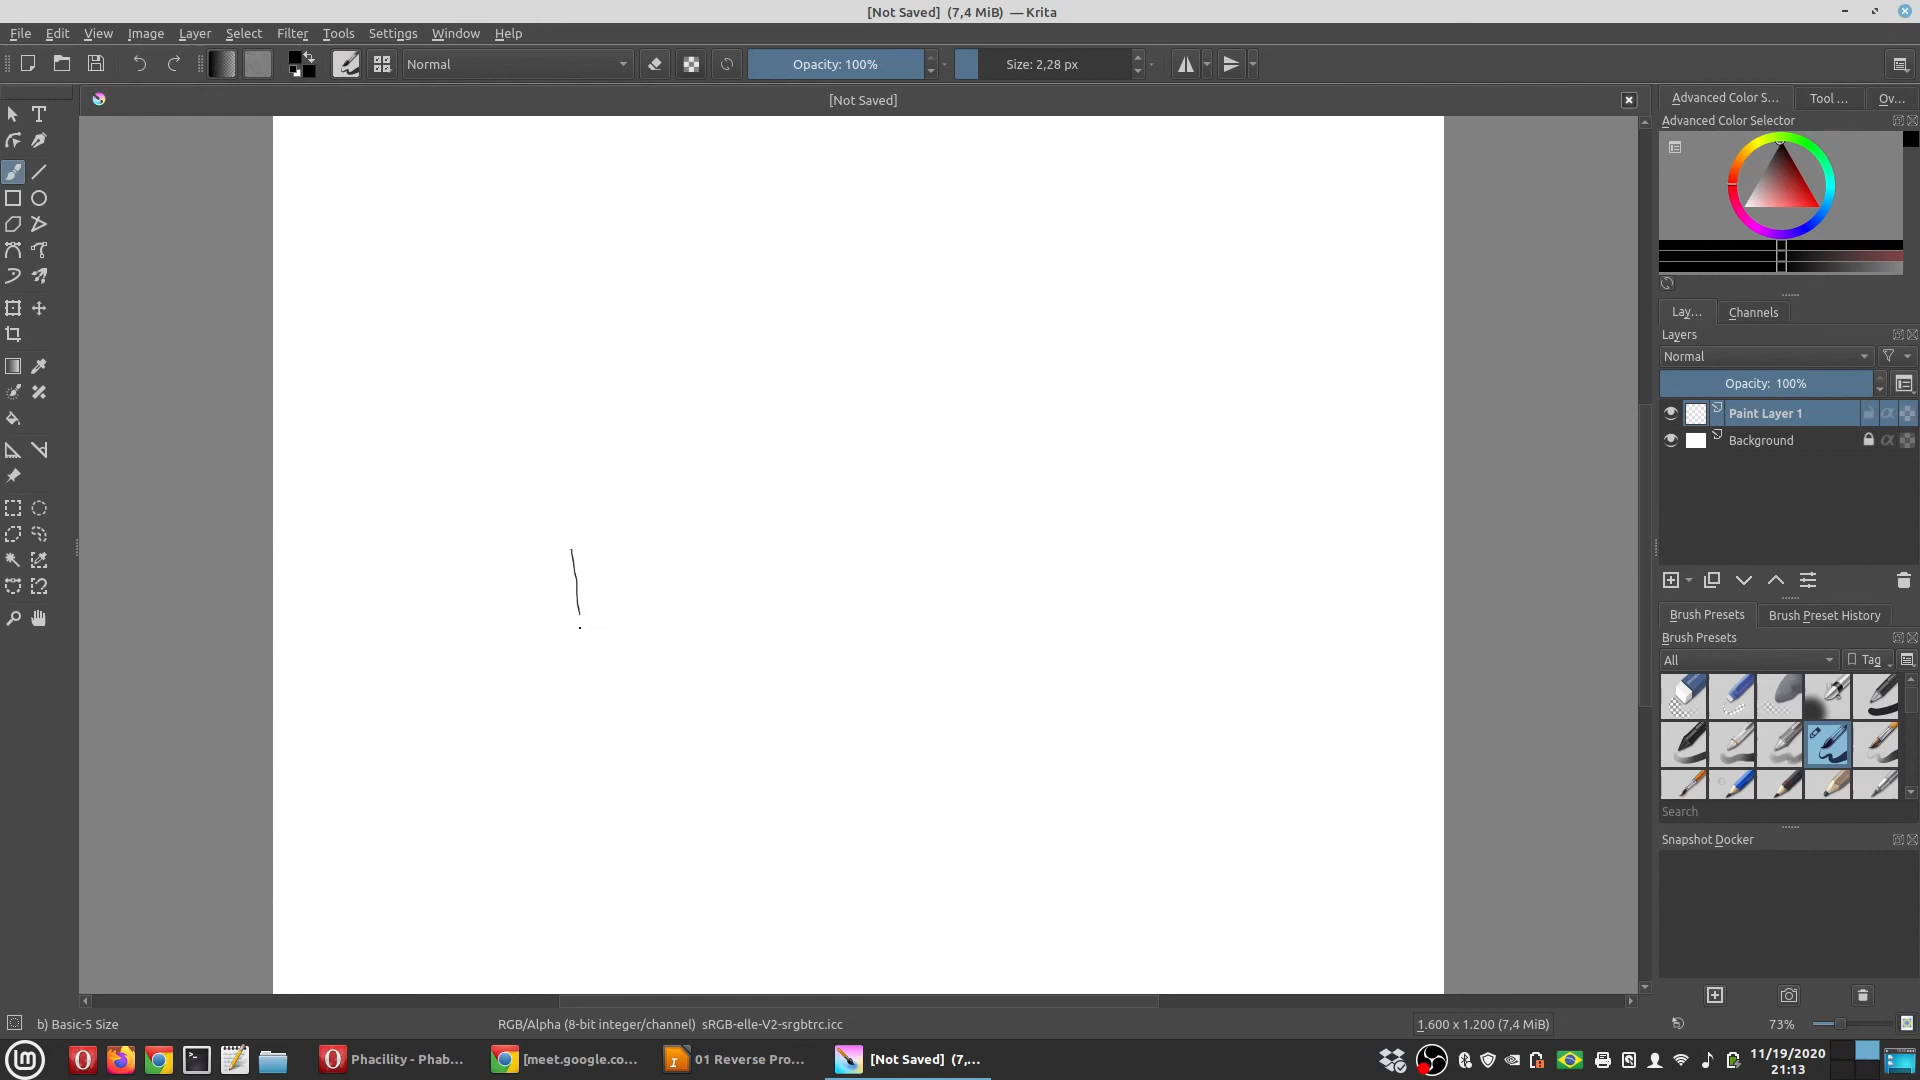 [Not Saved]  (7,4 MiB)  — Krita
File Edit View Image Layer Select Filter Tools Settings Window Help
Normal Opacity: 100% Size: 2,28 px
[Not Saved]
Advanced Color S... Tool ... Ov...
Advanced Color Selector
Lay... Channels
Layers
Normal
Opacity: 100%
Paint Layer 1
Background
Brush Presets Brush Preset History
Brush Presets
All Tag
Search
Snapshot Docker
b) Basic-5 Size RGB/Alpha (8-bit integer/channel)  sRGB-elle-V2-srgbtrc.icc 1.600 x 1.200 (7,4 MiB) 73%
Phacility - Phab... [meet.google.co... 01 Reverse Pro... [Not Saved]  (7,... 11/19/2020
21:13